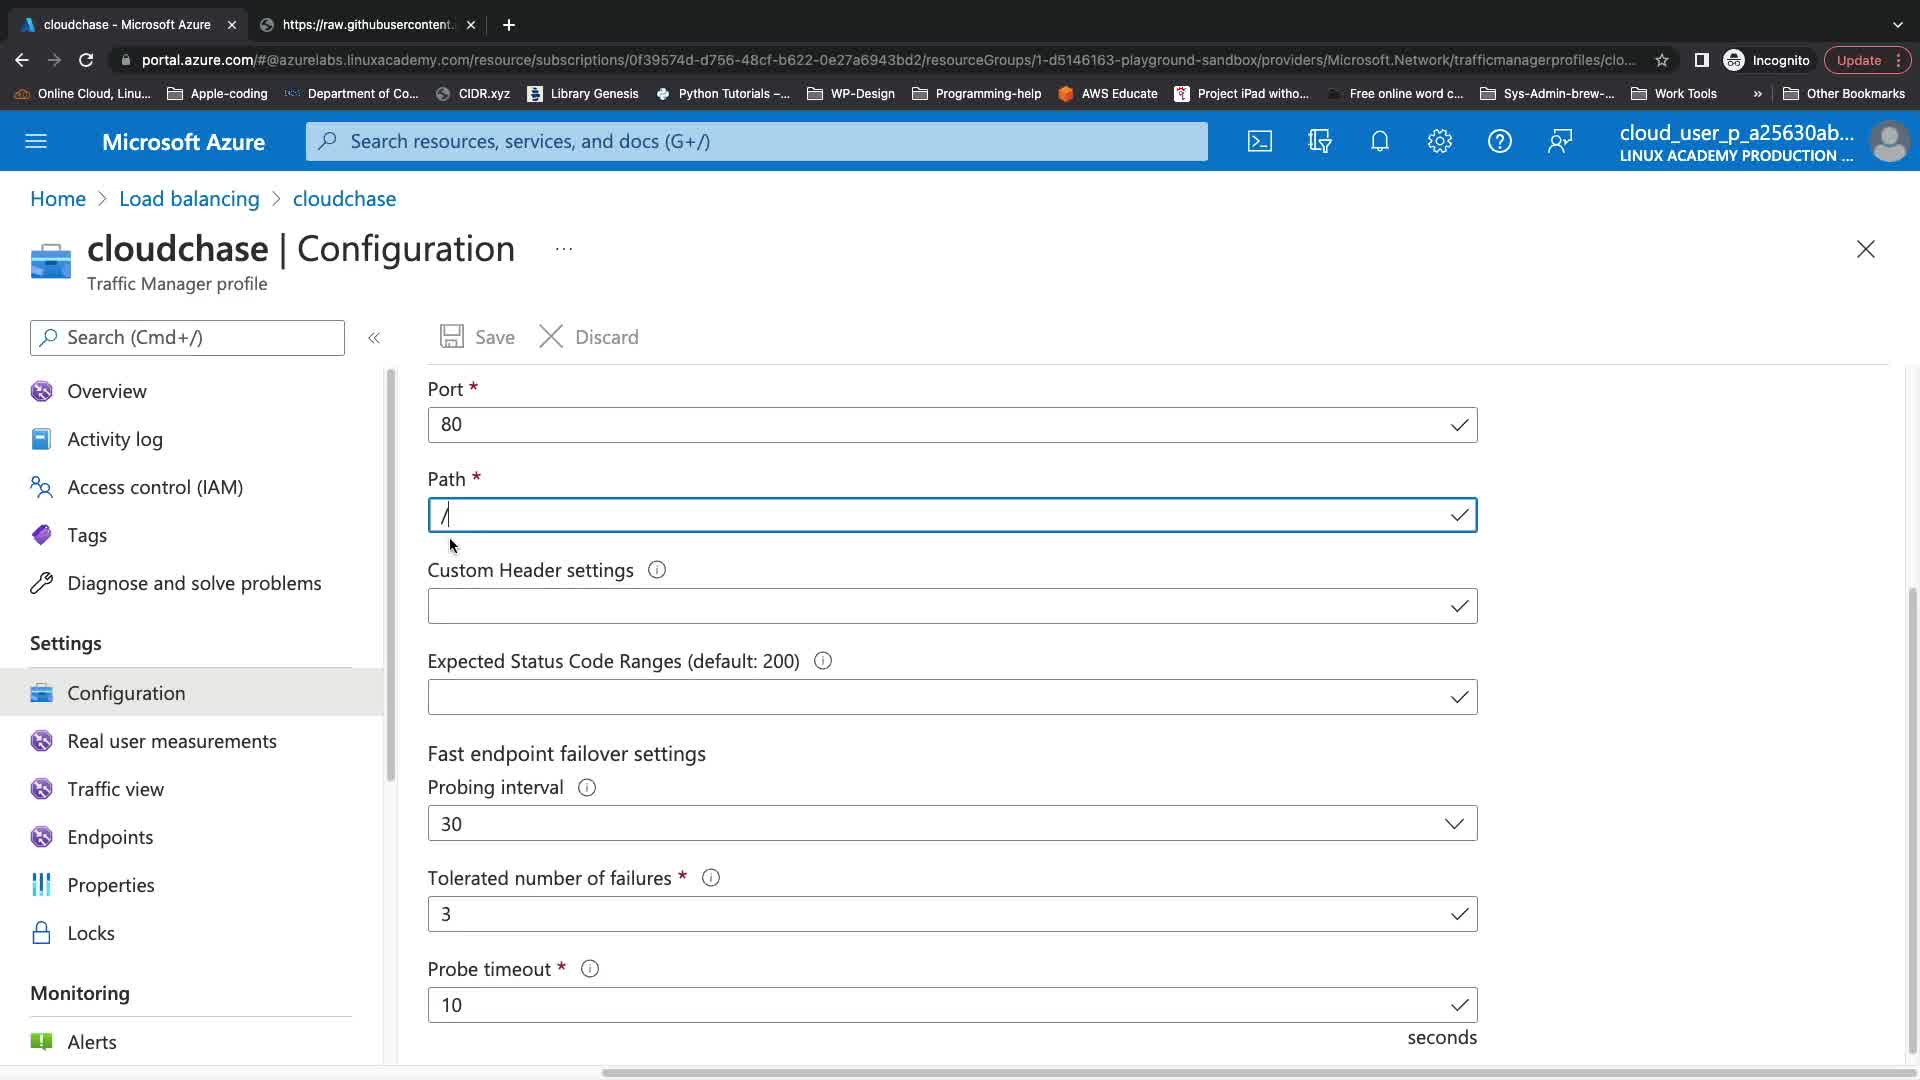 cloudchase - Microsoft Azure
https://raw.githubusercontent.
portal.azure.com/#@azurelabs.linuxacademy.com/resource/subscriptions/0f39574d-d756-48cf-b622-0e27a6943bd2/resourceGroups/1-d5146163-playground-sandbox/providers/Microsoft.Network/trafficmanagerprofiles/clo...
Incognito
Update
Online Cloud, Linu...
Apple-coding
Department of Co...
CIDR.xyz
Library Genesis
Python Tutorials –...
WP-Design
Programming-help
AWS Educate
Project iPad witho...
Free online word c...
Sys-Admin-brew-...
Work Tools
»
Other Bookmarks
Microsoft Azure
Search resources, services, and docs (G+/)
cloud_user_p_a25630ab...
LINUX ACADEMY PRODUCTION ...
Home > Load balancing > cloudchase
cloudchase | Configuration ...
Traffic Manager profile
Search (Cmd+/)
«
Save
Discard
Overview
Activity log
Access control (IAM)
Tags
Diagnose and solve problems
Settings
Configuration
Real user measurements
Traffic view
Endpoints
Properties
Locks
Monitoring
Alerts
Port *
80
Path *
/
Custom Header settings
Expected Status Code Ranges (default: 200)
Fast endpoint failover settings
Probing interval
30
Tolerated number of failures *
3
Probe timeout *
10
seconds